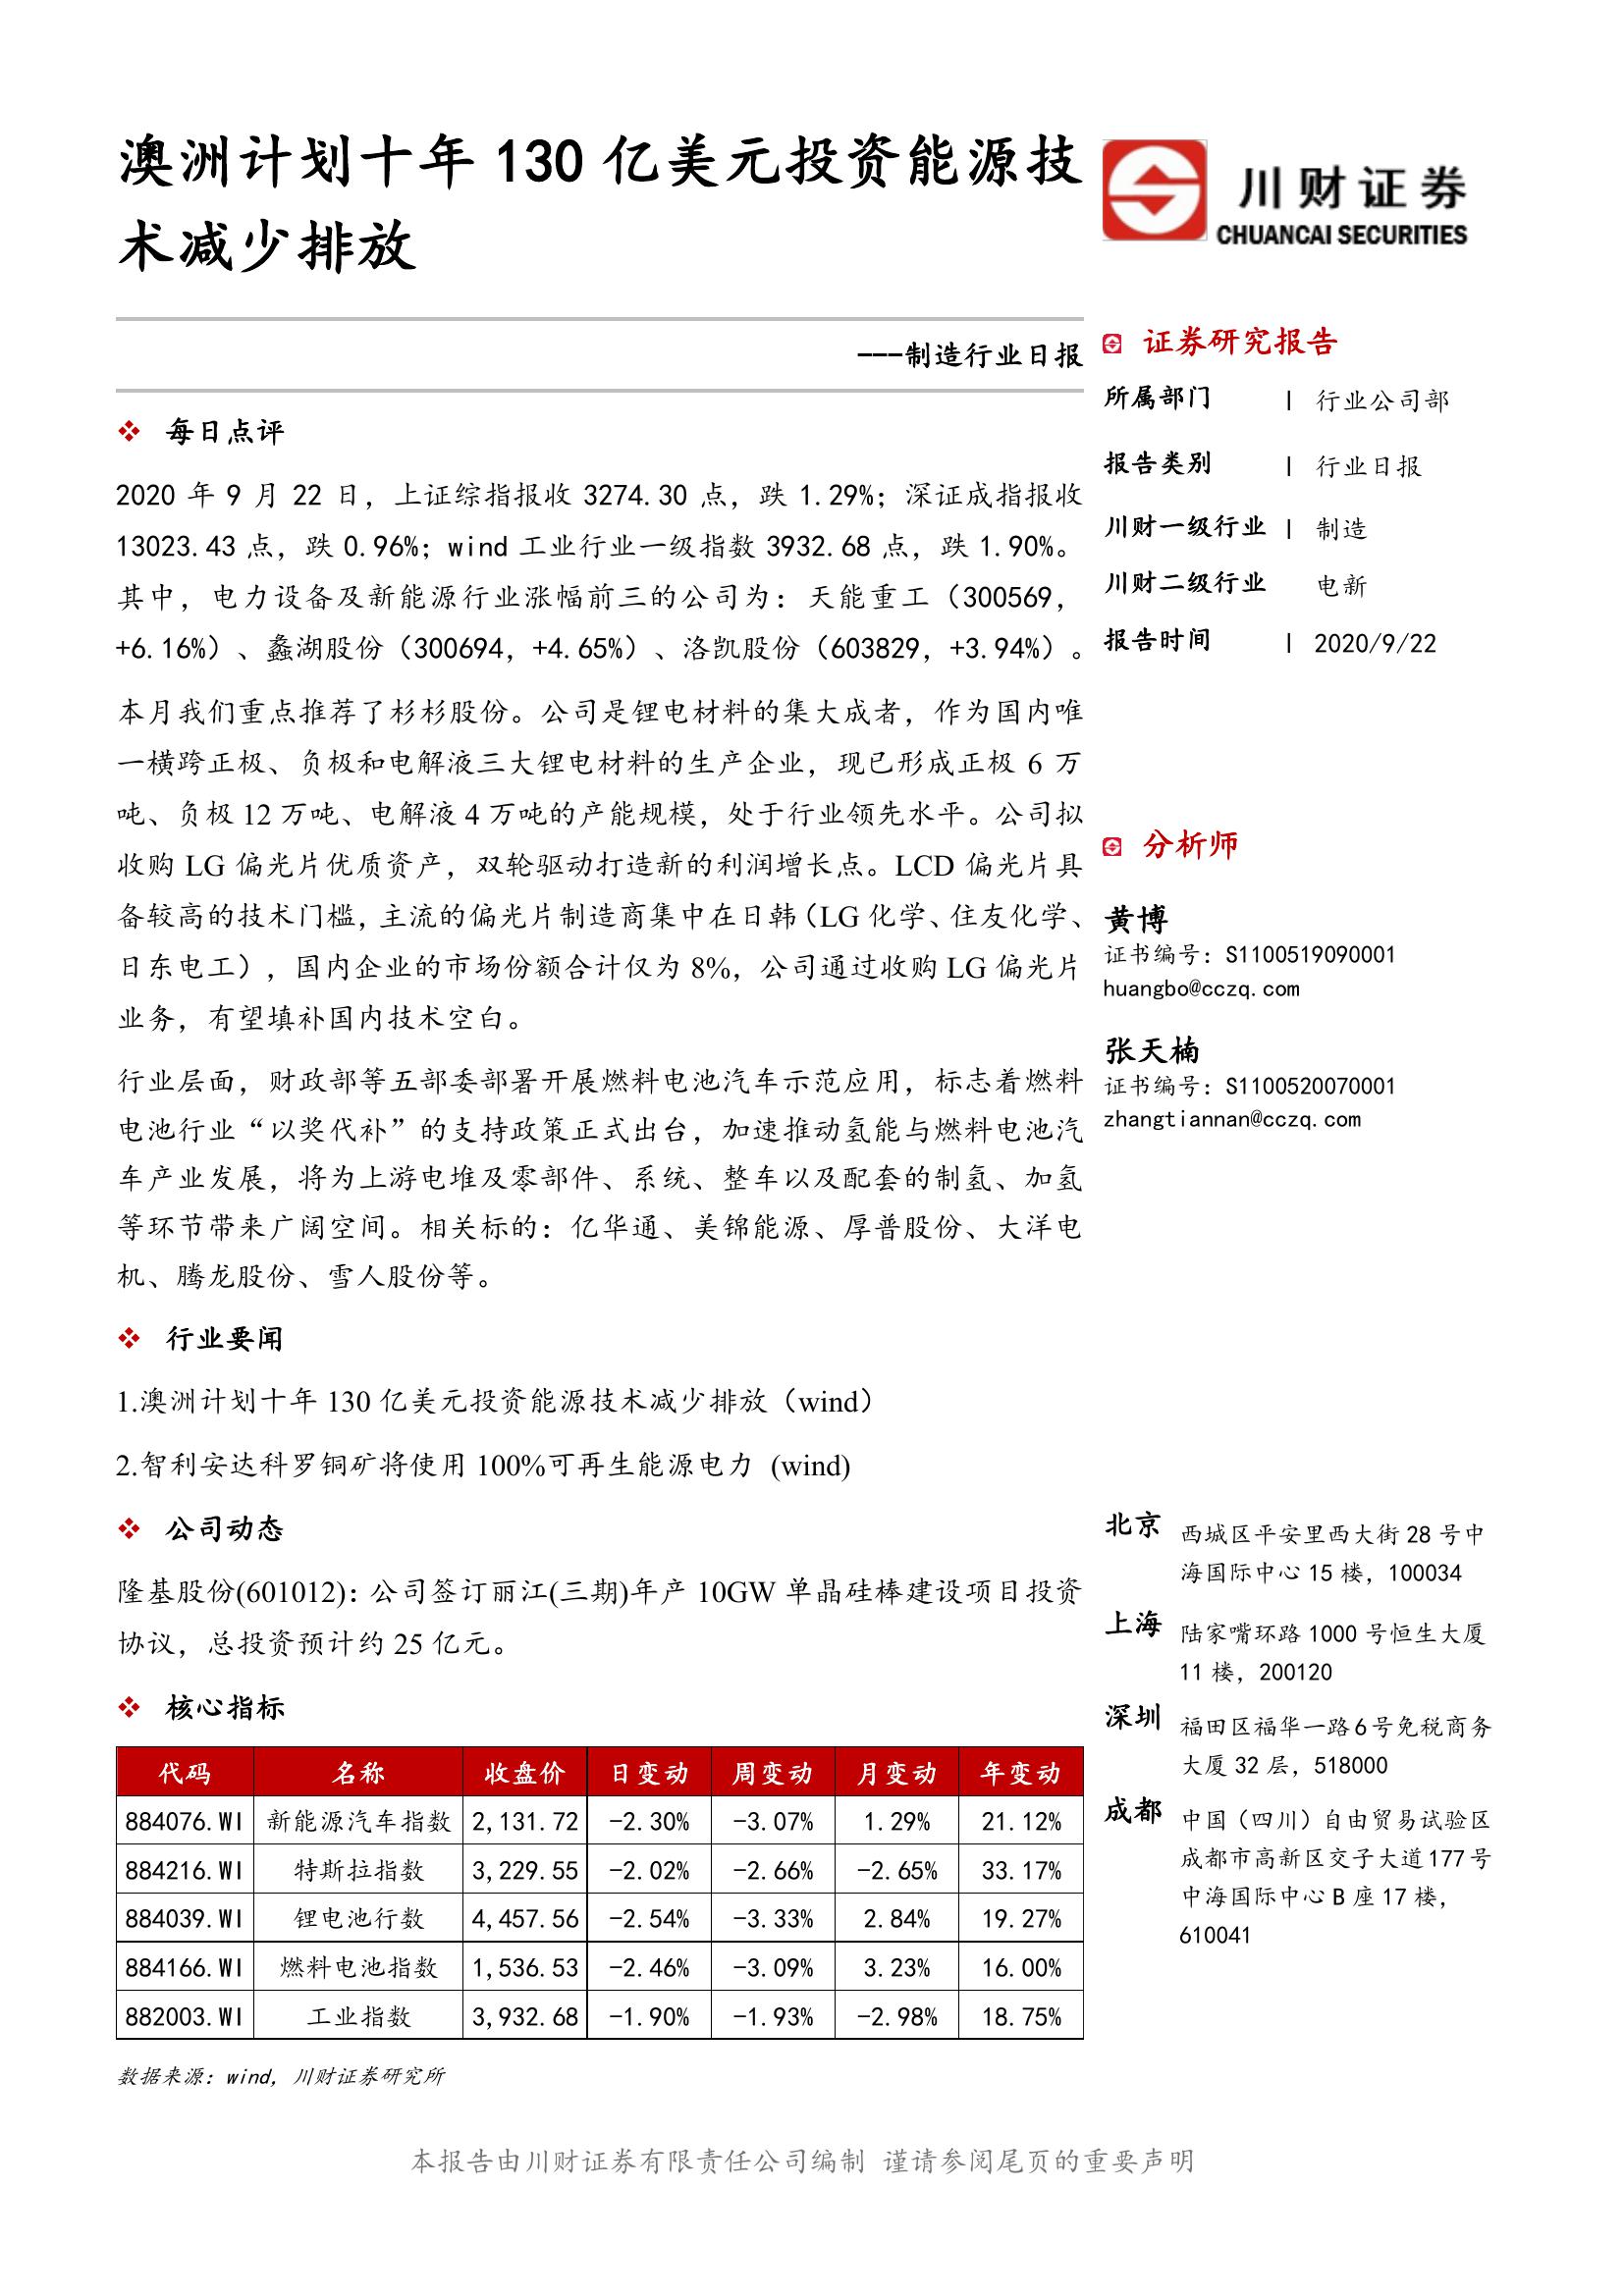 澳洲计划十年 130 亿美元投资能源技
术减少排放
川财证券
CHUANCAI SECURITIES
---制造行业日报
每日点评
2020 年 9 月 22 日，上证综指报收 3274.30 点，跌 1.29%；深证成指报收
13023.43 点，跌 0.96%；wind 工业行业一级指数 3932.68 点，跌 1.90%。
其中，电力设备及新能源行业涨幅前三的公司为：天能重工（300569，
+6.16%）、蠡湖股份（300694，+4.65%）、洛凯股份（603829，+3.94%）。
本月我们重点推荐了杉杉股份。公司是锂电材料的集大成者，作为国内唯
一横跨正极、负极和电解液三大锂电材料的生产企业，现已形成正极 6 万
吨、负极 12 万吨、电解液 4 万吨的产能规模，处于行业领先水平。公司拟
收购 LG 偏光片优质资产，双轮驱动打造新的利润增长点。LCD 偏光片具
备较高的技术门槛，主流的偏光片制造商集中在日韩（LG 化学、住友化学、
日东电工），国内企业的市场份额合计仅为 8%，公司通过收购 LG 偏光片
业务，有望填补国内技术空白。
行业层面，财政部等五部委部署开展燃料电池汽车示范应用，标志着燃料
电池行业“以奖代补”的支持政策正式出台，加速推动氢能与燃料电池汽
车产业发展，将为上游电堆及零部件、系统、整车以及配套的制氢、加氢
等环节带来广阔空间。相关标的：亿华通、美锦能源、厚普股份、大洋电
机、腾龙股份、雪人股份等。
行业要闻
1.澳洲计划十年 130 亿美元投资能源技术减少排放（wind）
2.智利安达科罗铜矿将使用 100%可再生能源电力 (wind)
公司动态
隆基股份(601012)：公司签订丽江(三期)年产 10GW 单晶硅棒建设项目投资
协议，总投资预计约 25 亿元。
核心指标
代码 名称 收盘价 日变动 周变动 月变动 年变动
884076.WI 新能源汽车指数 2,131.72 -2.30% -3.07% 1.29% 21.12%
884216.WI 特斯拉指数 3,229.55 -2.02% -2.66% -2.65% 33.17%
884039.WI 锂电池行数 4,457.56 -2.54% -3.33% 2.84% 19.27%
884166.WI 燃料电池指数 1,536.53 -2.46% -3.09% 3.23% 16.00%
882003.WI 工业指数 3,932.68 -1.90% -1.93% -2.98% 18.75%
数据来源：wind，川财证券研究所
证券研究报告
所属部门 | 行业公司部
报告类别 | 行业日报
川财一级行业 | 制造
川财二级行业 电新
报告时间 | 2020/9/22
分析师
黄博
证书编号：S1100519090001
huangbo@cczq.com
张天楠
证书编号：S1100520070001
zhangtiannan@cczq.com
北京 西城区平安里西大街 28 号中
海国际中心 15 楼，100034
上海 陆家嘴环路 1000 号恒生大厦
11 楼，200120
深圳 福田区福华一路 6 号免税商务
大厦 32 层，518000
成都 中国（四川）自由贸易试验区
成都市高新区交子大道 177 号
中海国际中心 B 座 17 楼，
610041
本报告由川财证券有限责任公司编制 谨请参阅尾页的重要声明